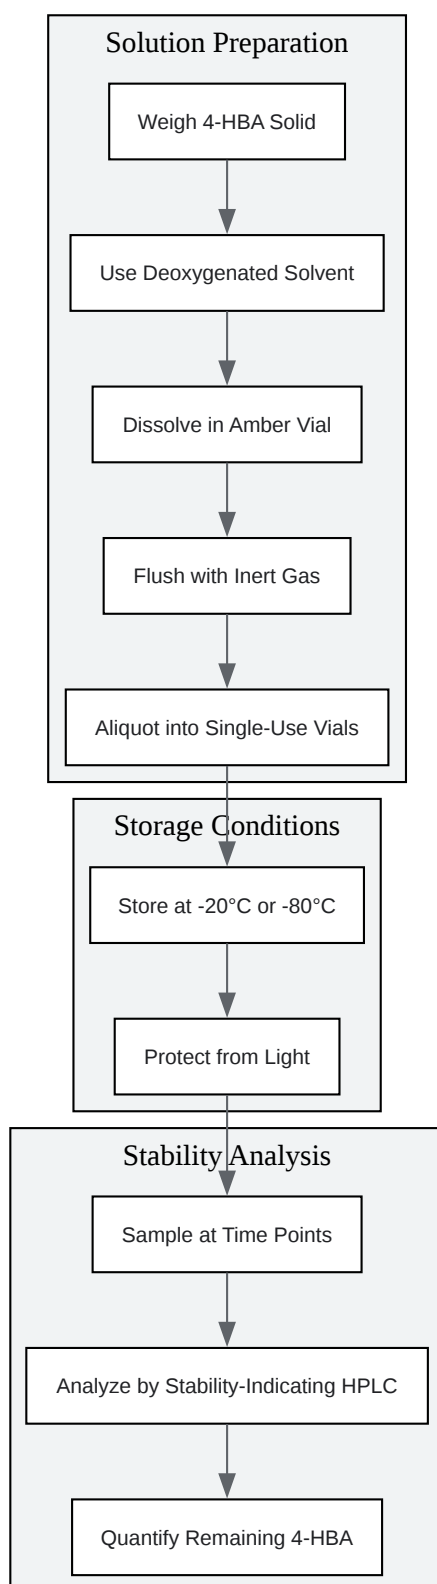 Solution Preparation
Weigh 4-HBA Solid
Use Deoxygenated Solvent
Dissolve in Amber Vial
Flush with Inert Gas
Aliquot into Single-Use Vials
Storage Conditions
Store at -20°C or -80°C
Protect from Light
Stability Analysis
Sample at Time Points
Analyze by Stability-Indicating HPLC
Quantify Remaining 4-HBA